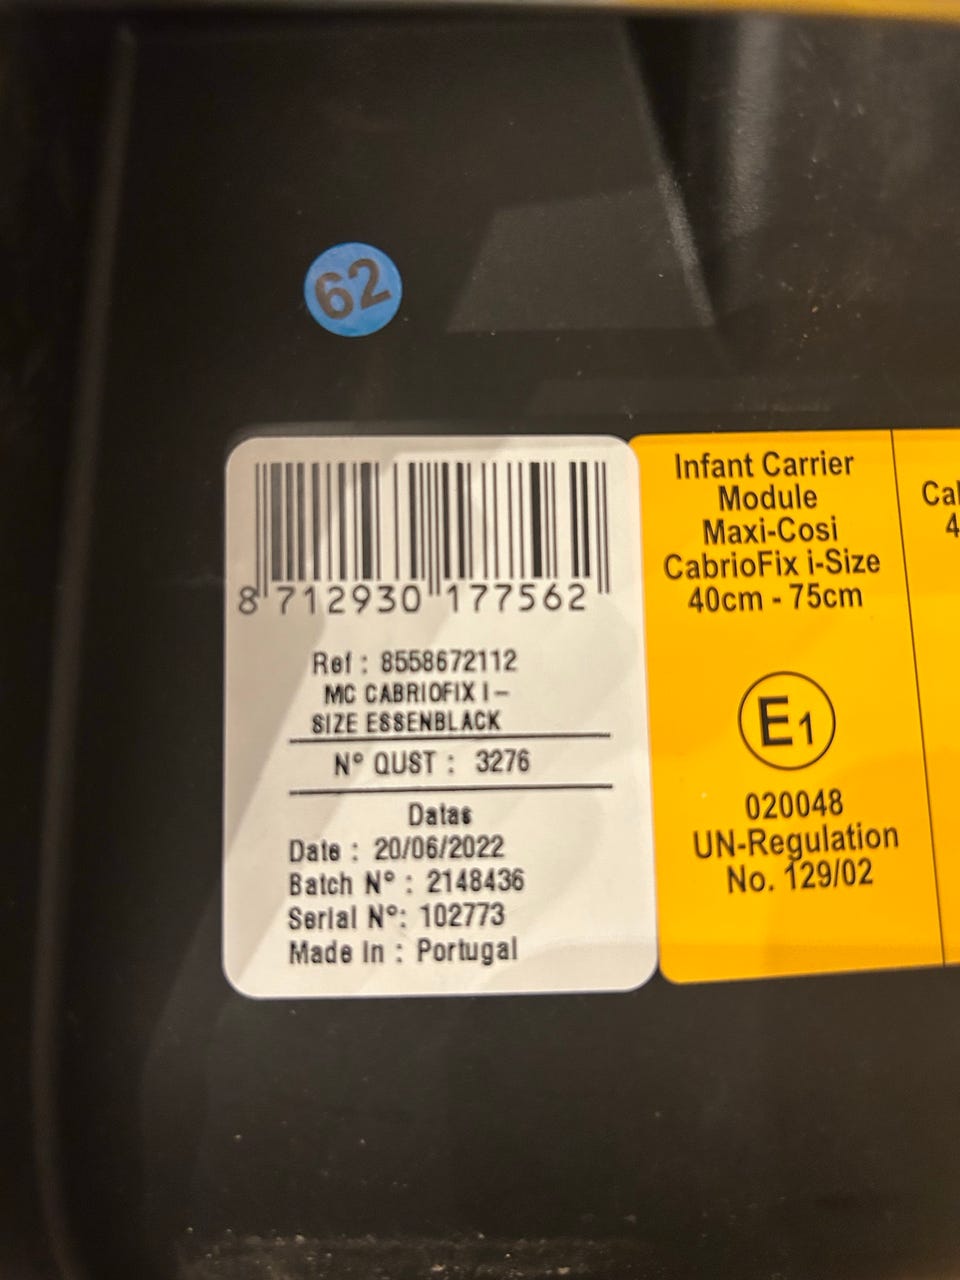 62
8 712930 177562
Ref : 8558672112
MC CABRIOFIX I-
SIZE ESSENBLACK
N° QUST : 3276
Datas
Date : 20/06/2022
Batch N° : 2148436
Serial N°: 102773
Made In : Portugal
Infant Carrier
Module
Maxi-Cosi
CabrioFix i-Size
40cm - 75cm
E1
020048
UN-Regulation
No. 129/02